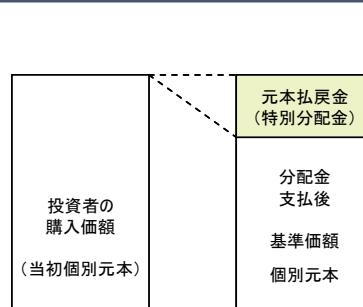 投資者の
購入価額
（当初個別元本）
元本払戻金
（特別分配金）
分配金
支払後
基準価額
個別元本